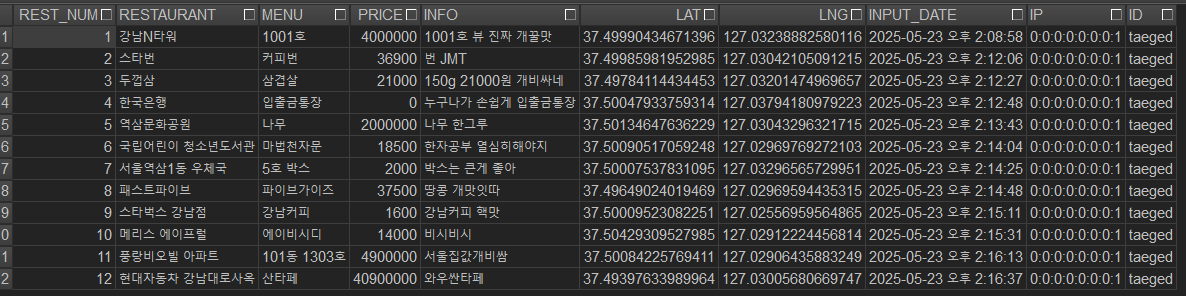 REST_NUM RESTAURANT MENU PRICE INFO LAT LNG INPUT_DATE IP ID
1 1 강남N타워 1001호 4000000 1001호 뷰 진짜 개꿀맛 37.49990434671396 127.03238882580116 2025-05-23 오후 2:08:58 0:0:0:0:0:0:0:1 taeged
2 2 스타번 커피번 36900 번 JMT 37.49985981952985 127.03042105091215 2025-05-23 오후 2:12:06 0:0:0:0:0:0:0:1 taeged
3 3 두껍삼 삼겹살 21000 150g 21000원 개비싸네 37.49784114434453 127.03201474969657 2025-05-23 오후 2:12:27 0:0:0:0:0:0:0:1 taeged
4 4 한국은행 입출금통장 0 누구나가 손쉽게 입출금통장 37.50047933759314 127.03794180979223 2025-05-23 오후 2:12:48 0:0:0:0:0:0:0:1 taeged
5 5 역삼문화공원 나무 2000000 나무 한그루 37.50134647636229 127.03043296321715 2025-05-23 오후 2:13:43 0:0:0:0:0:0:0:1 taeged
6 6 국립어린이 청소년도서관 마법천자문 18500 한자공부 열심히해야지 37.50090517059248 127.02969769272103 2025-05-23 오후 2:14:04 0:0:0:0:0:0:0:1 taeged
7 7 서울역삼1동 우체국 5호 박스 2000 박스는 큰게 좋아 37.50007537831095 127.03296565729951 2025-05-23 오후 2:14:25 0:0:0:0:0:0:0:1 taeged
8 8 패스트파이브 파이브가이즈 37500 땅콩 개맛잇따 37.49649024019469 127.02969594435315 2025-05-23 오후 2:14:48 0:0:0:0:0:0:0:1 taeged
9 9 스타벅스 강남점 강남커피 1600 강남커피 핵맛 37.50009523082251 127.02556959564865 2025-05-23 오후 2:15:11 0:0:0:0:0:0:0:1 taeged
0 10 메리스 에이프럴 에이비시디 14000 비시비시 37.50429309527985 127.02912224456814 2025-05-23 오후 2:15:31 0:0:0:0:0:0:0:1 taeged
1 11 풍랑비오빌 아파트 101동 1303호 4900000 서울집값개비쌈 37.50084225769411 127.02906435883249 2025-05-23 오후 2:16:13 0:0:0:0:0:0:0:1 taeged
2 12 현대자동차 강남대로사옥 산타페 40900000 와우싼타페 37.49397633989964 127.03005680669747 2025-05-23 오후 2:16:37 0:0:0:0:0:0:0:1 taeged